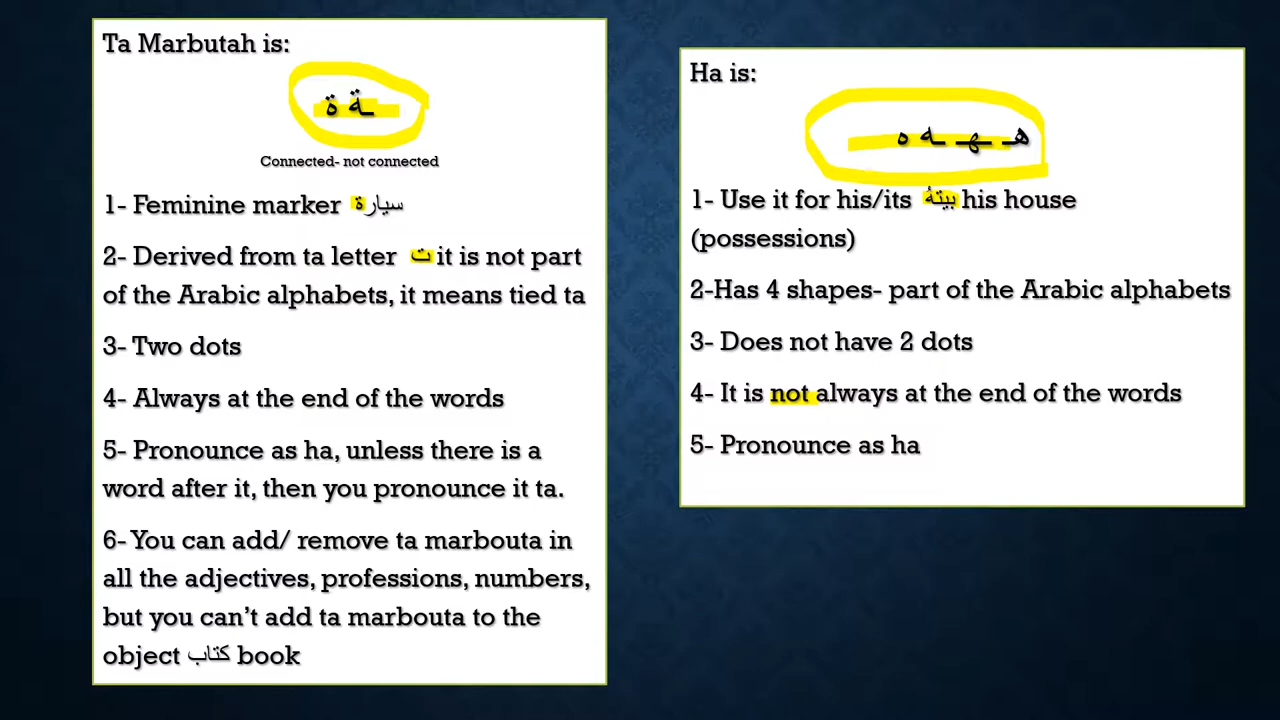 Ta Marbutah is:
ـة ة
Connected- not connected
1- Feminine marker سيارة
2- Derived from ta letter ت it is not part
of the Arabic alphabets, it means tied ta
3- Two dots
4- Always at the end of the words
5- Pronounce as ha, unless there is a
word after it, then you pronounce it ta.
6- You can add/ remove ta marbouta in
all the adjectives, professions, numbers,
but you can’t add ta marbouta to the
object كتاب book
Ha is:
هـ ـهـ ـه ه
1- Use it for his/its بيتهُ his house
(possessions)
2-Has 4 shapes- part of the Arabic alphabets
3- Does not have 2 dots
4- It is not always at the end of the words
5- Pronounce as ha